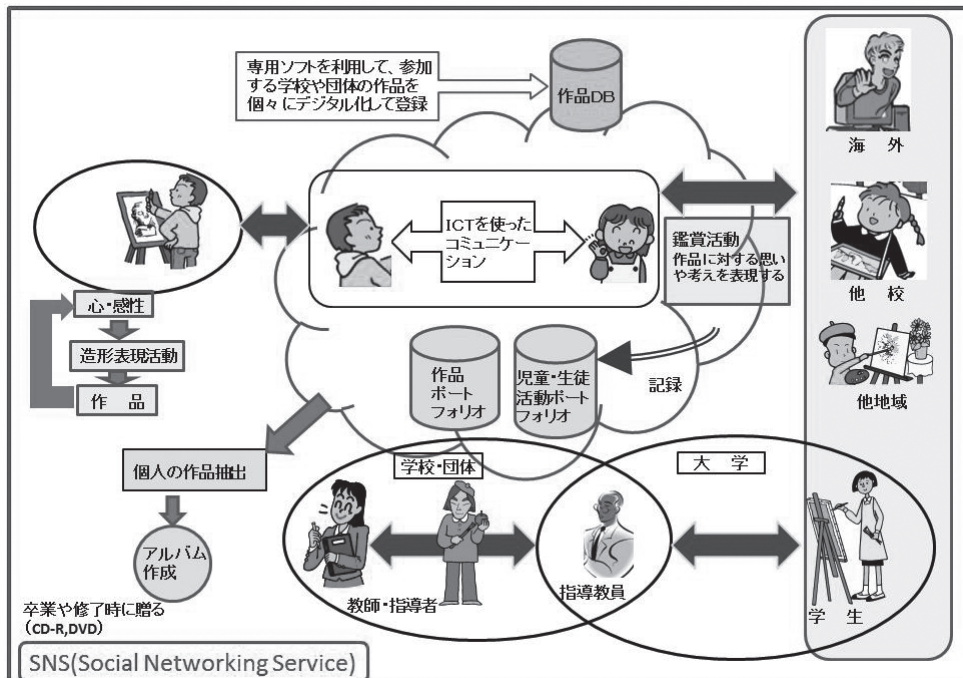 専用ソフトを利用して、参加
する学校や団体の作品を
個々にデジタル化して登録
作品DB
海　外
ICTを使った
コミュニケー
ション
鑑賞活動
作品に対する思い
や考えを表現する
他　校
心・感性
造形表現活動
作　品
作品
ポート
フォリオ
児童・生徒
活動ポート
フォリオ
記録
他地域
個人の作品抽出
学校・団体
大　学
アルバム
作成
教師・指導者
指導教員
学　生
卒業や修了時に贈る
(CD-R,DVD)
SNS(Social Networking Service)